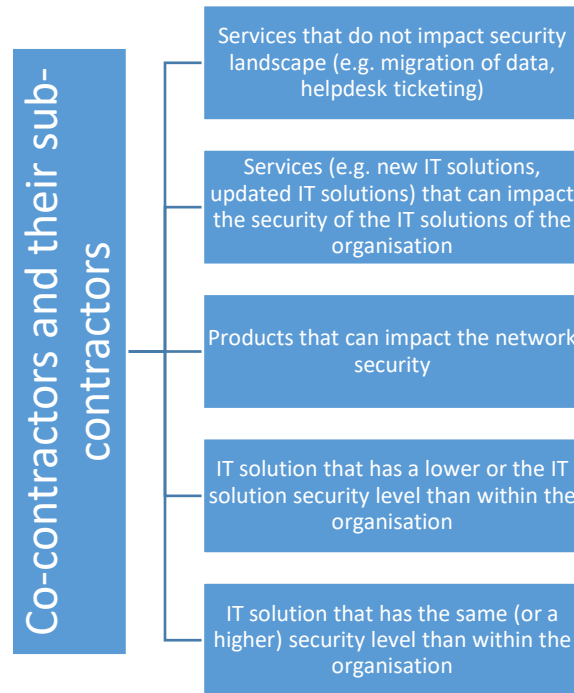 Co-contractors and their sub-
contractors
Services that do not impact security
landscape (e.g. migration of data,
helpdesk ticketing)
Services (e.g. new IT solutions,
updated IT solutions) that can impact
the security of the IT solutions of the
organisation
Products that can impact the network
security
IT solution that has a lower or the IT
solution security level than within the
organisation
IT solution that has the same (or a
higher) security level than within the
organisation